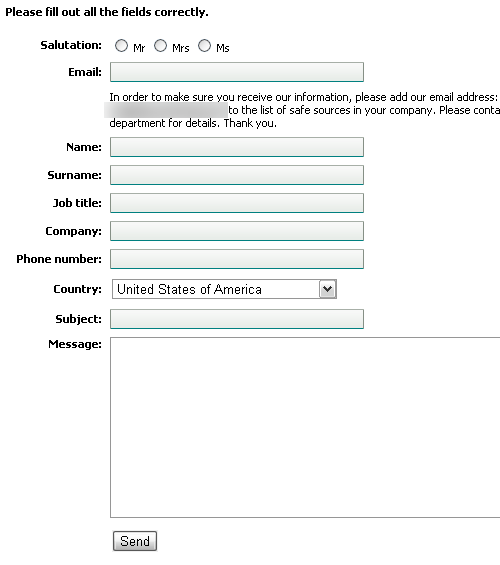 Please fill out all the fields correctly.
Salutation: Mr Mrs Ms
Email:
In order to make sure you receive our information, please add our email address:
to the list of safe sources in your company. Please conta
department for details. Thank you.
Name:
Surname:
Job title:
Company:
Phone number:
Country: United States of America
Subject:
Message:
Send